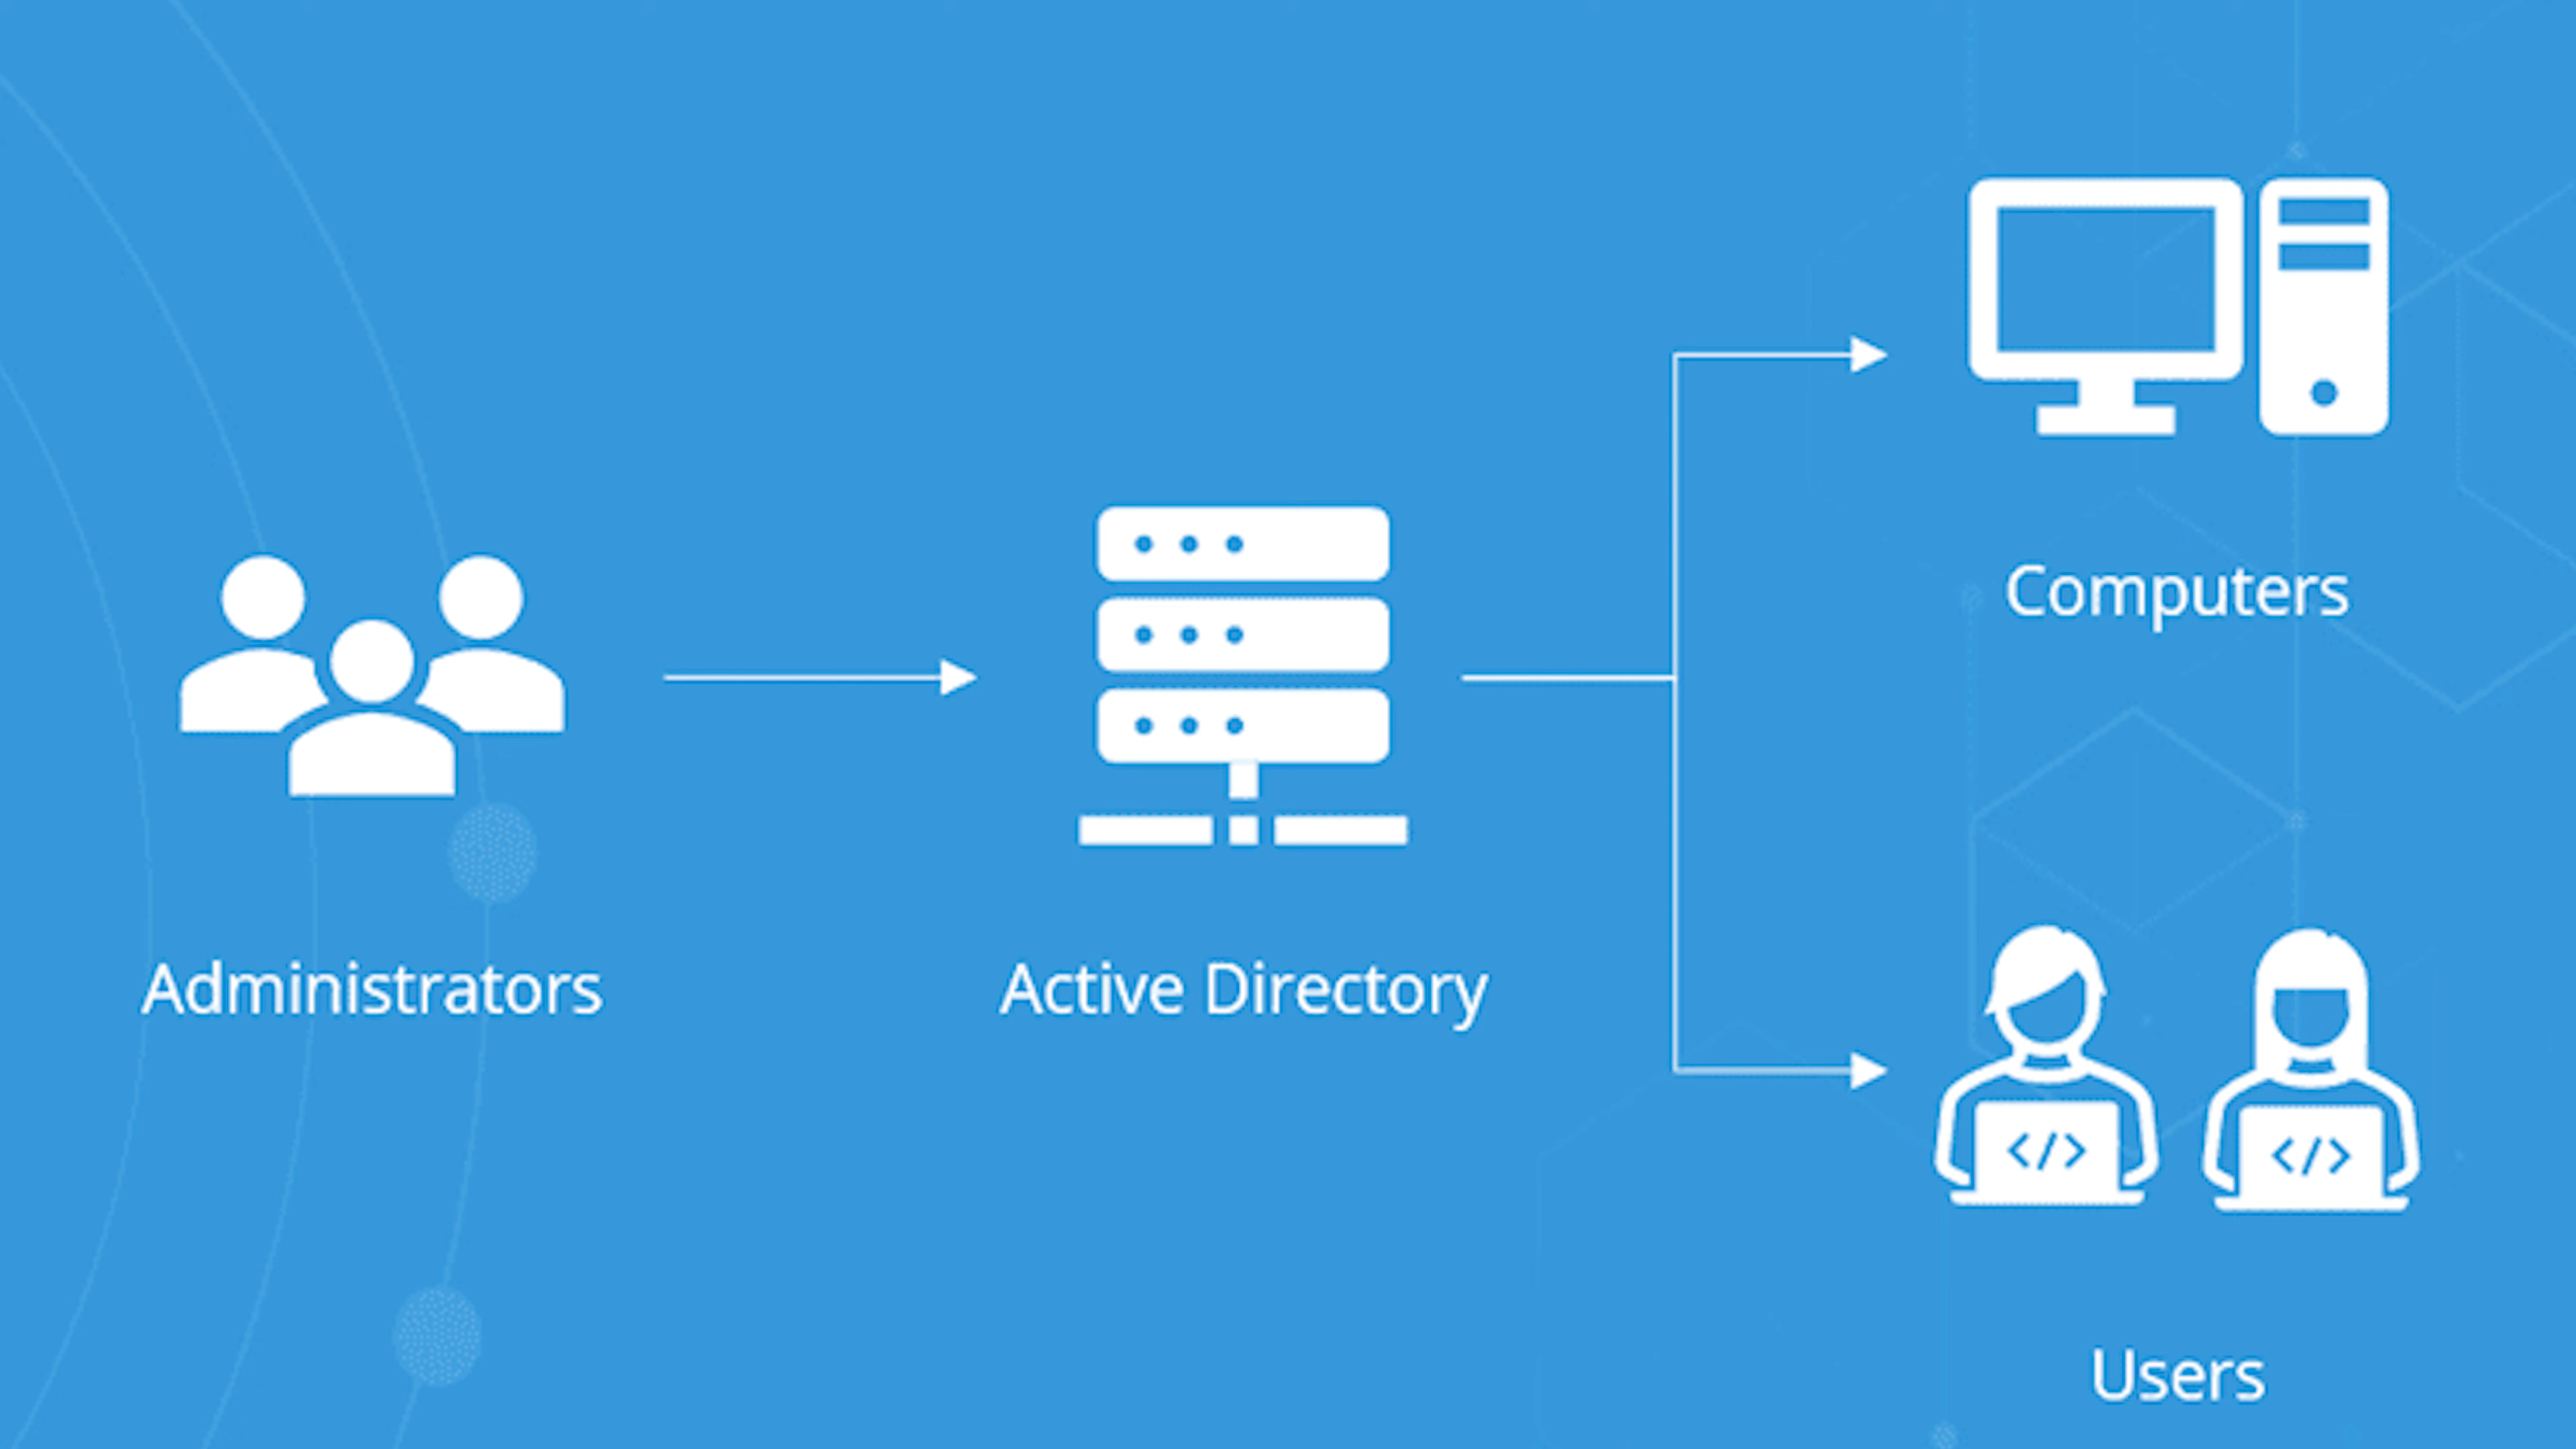 Administrators
Active Directory
Computers
</>
</>
Users